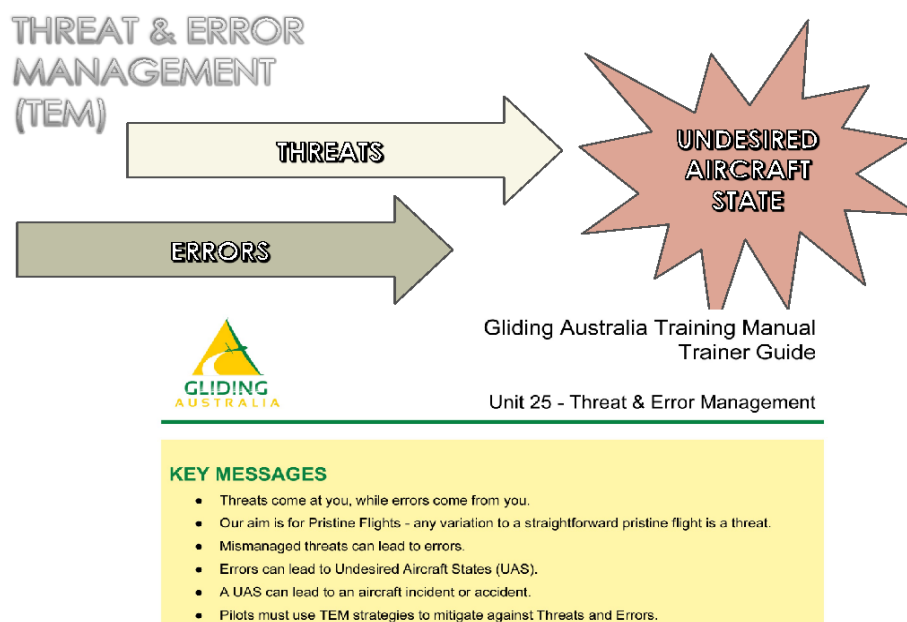 THREAT & ERROR
MANAGEMENT
(TEM)
THREATS
ERRORS
UNDESIRED
AIRCRAFT
STATE
GLIDING
AUSTRALIA
Gliding Australia Training Manual
Trainer Guide
Unit 25 - Threat & Error Management
KEY MESSAGES
● Threats come at you, while errors come from you.
● Our aim is for Pristine Flights - any variation to a straightforward pristine flight is a threat.
● Mismanaged threats can lead to errors.
● Errors can lead to Undesired Aircraft States (UAS).
● A UAS can lead to an aircraft incident or accident.
● Pilots must use TEM strategies to mitigate against Threats and Errors.